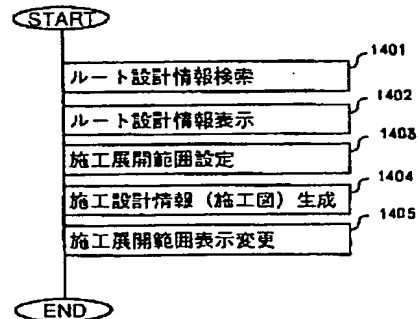 START
1401
ルート設計情報検索
1402
ルート設計情報表示
1403
施工展開範囲設定
1404
施工設計情報（施工図）生成
1405
施工展開範囲表示変更
END